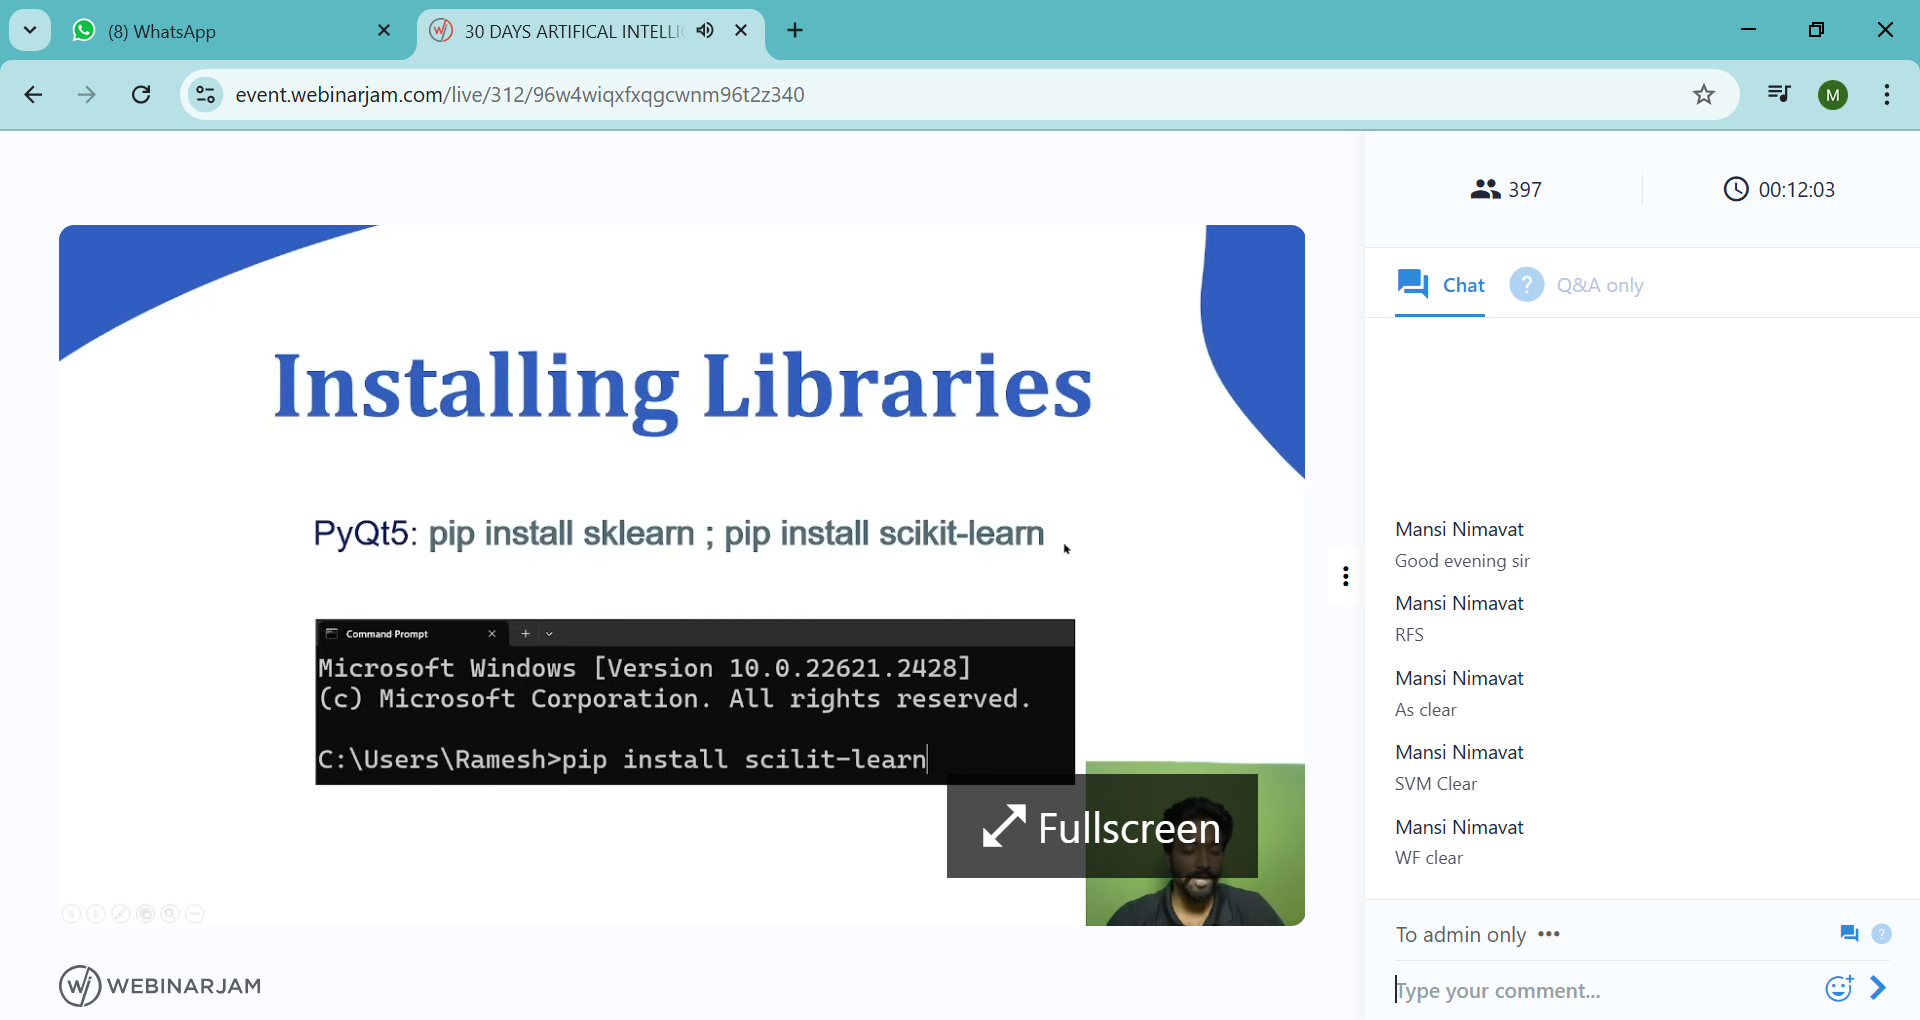 (8) WhatsApp
30 DAYS ARTIFICAL INTELLI
event.webinarjam.com/live/312/96w4wiqxfxqgcwnm96t2z340
M
397
00:12:03
Chat
? Q&A only
Installing Libraries
PyQt5: pip install sklearn ; pip install scikit-learn
Command Prompt
Microsoft Windows [Version 10.0.22621.2428]
(c) Microsoft Corporation. All rights reserved.
C:\Users\Ramesh>pip install scilit-learn
Fullscreen
WEBINARJAM
Mansi Nimavat
Good evening sir
Mansi Nimavat
RFS
Mansi Nimavat
As clear
Mansi Nimavat
SVM Clear
Mansi Nimavat
WF clear
To admin only
?
Type your comment...